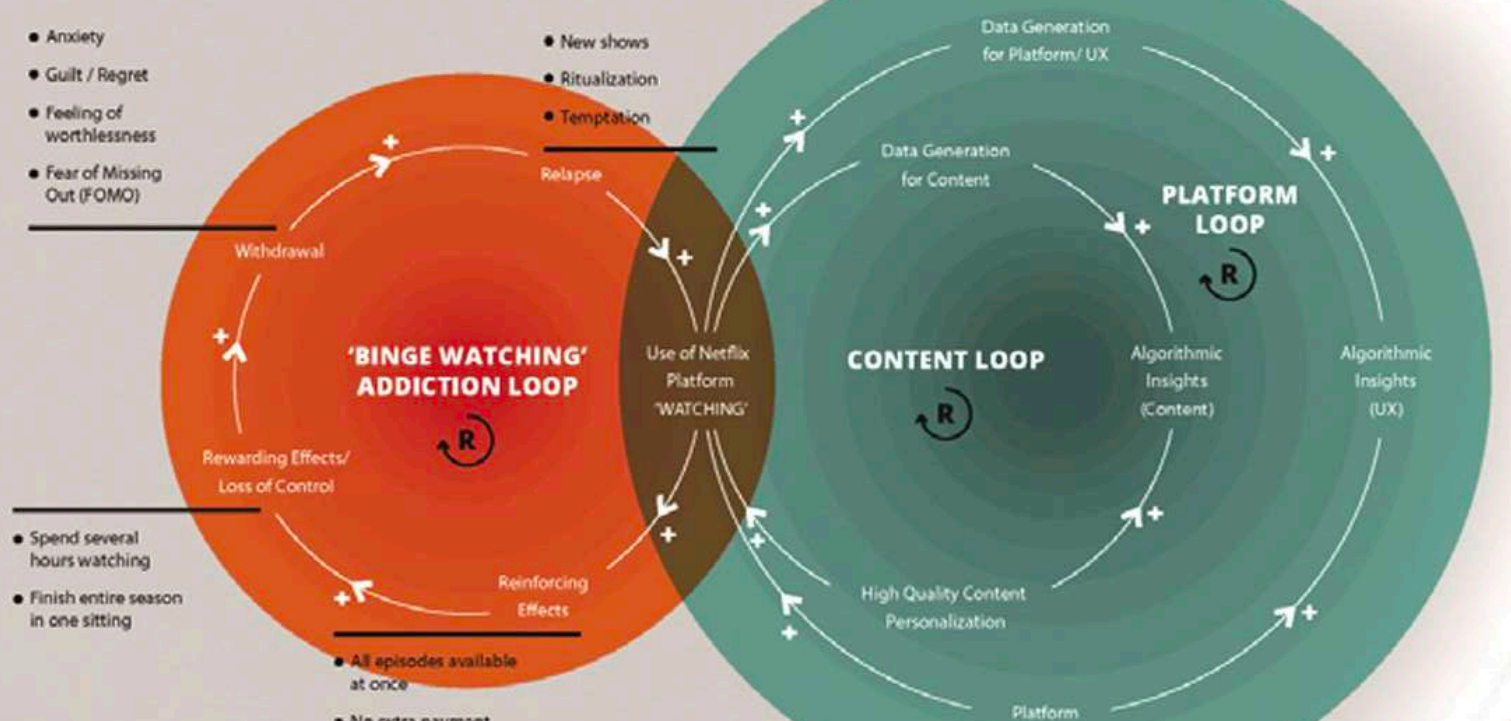 Anxiety
Guilt / Regret
Feeling of
worthlessness
Fear of Missing
Out (FOMO)
New shows
Ritualization
Temptation
Relapse
Withdrawal
'BINGE WATCHING'
ADDICTION LOOP
R
Rewarding Effects/
Loss of Control
Spend several
hours watching
Finish entire season
in one sitting
Reinforcing
Effects
All episodes available
at once
No extra payment
Use of Netflix
Platform
'WATCHING'
Data Generation
for Platform/ UX
Data Generation
for Content
PLATFORM
LOOP
R
CONTENT LOOP
R
Algorithmic
Insights
(Content)
Algorithmic
Insights
(UX)
High Quality Content
Personalization
Platform
+
+
+
+
+
+
+
+
+
+
+
+
+